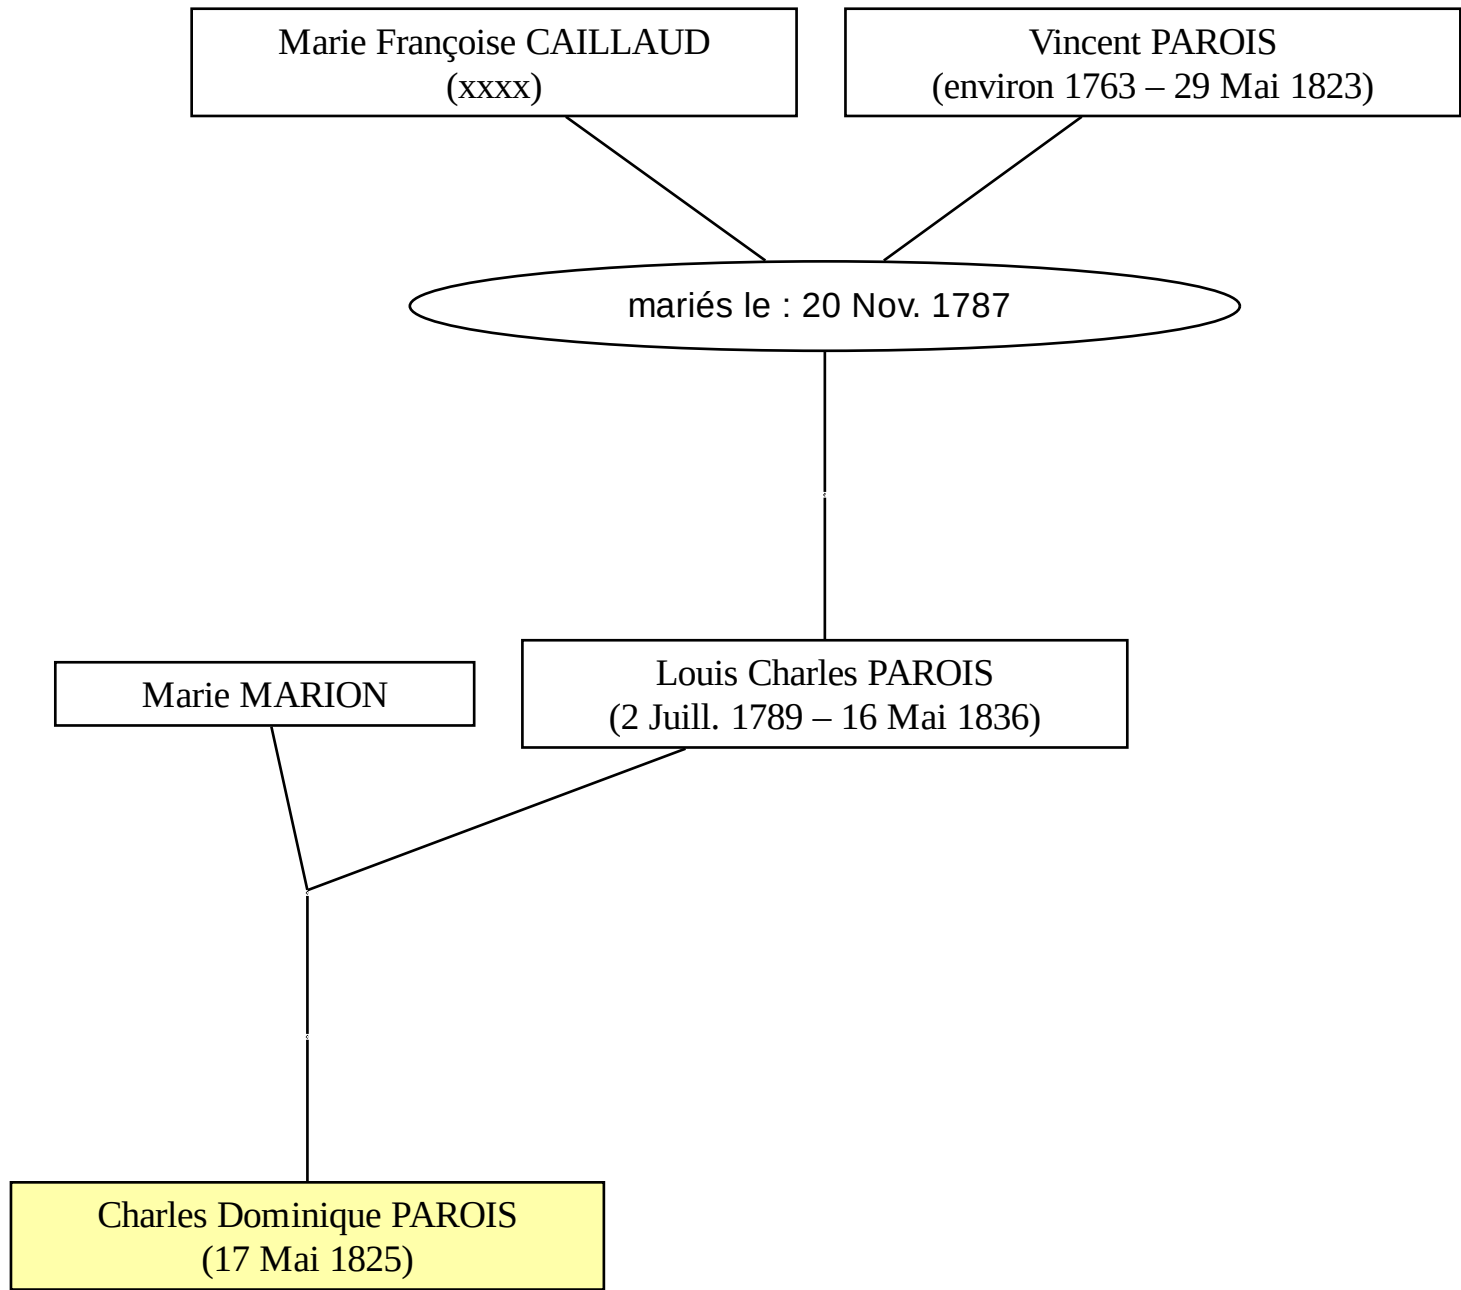 Marie Françoise CAILLAUD
(xxxx)
Vincent PAROIS
(environ 1763 – 29 Mai 1823)
mariés le : 20 Nov. 1787
Marie MARION
Louis Charles PAROIS
(2 Juill. 1789 – 16 Mai 1836)
Charles Dominique PAROIS
(17 Mai 1825)